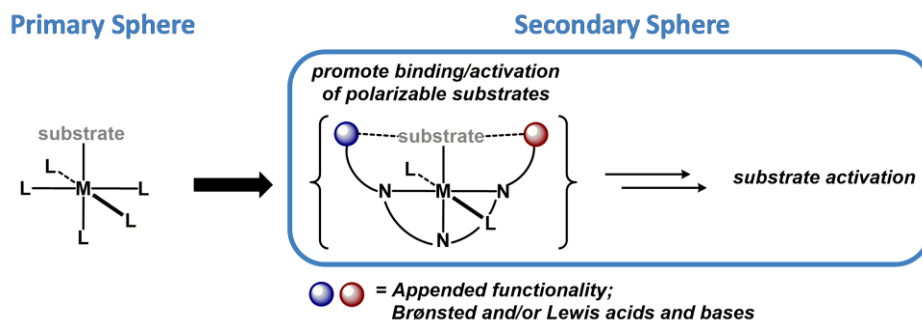 Primary Sphere
Secondary Sphere
promote binding/activation
of polarizable substrates
substrate
L
L
M
L
L
L
substrate
L
N
M
N
L
N
substrate activation
= Appended functionality;
Brønsted and/or Lewis acids and bases